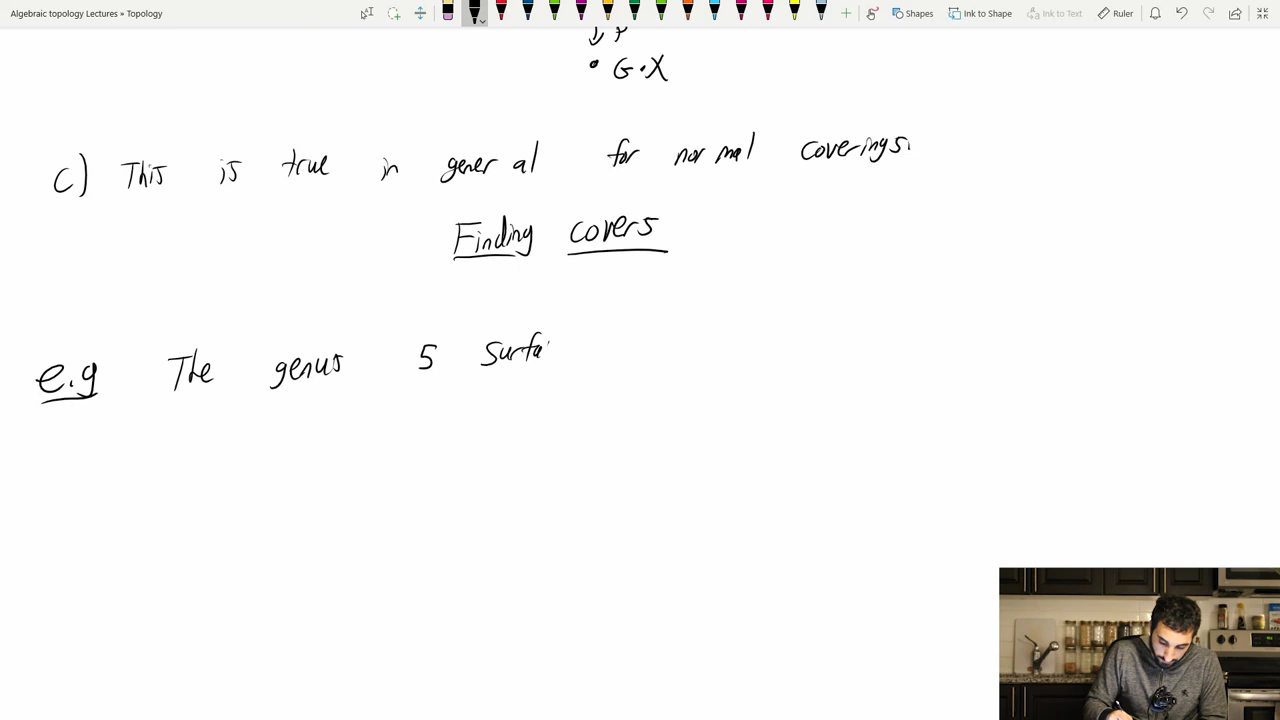 Algebraic topology Lectures » Topology
Shapes Ink to Shape Ink to Text Ruler
G·X
c) This is true in general for normal coverings.
Finding covers
e.g The genus 5 surfa